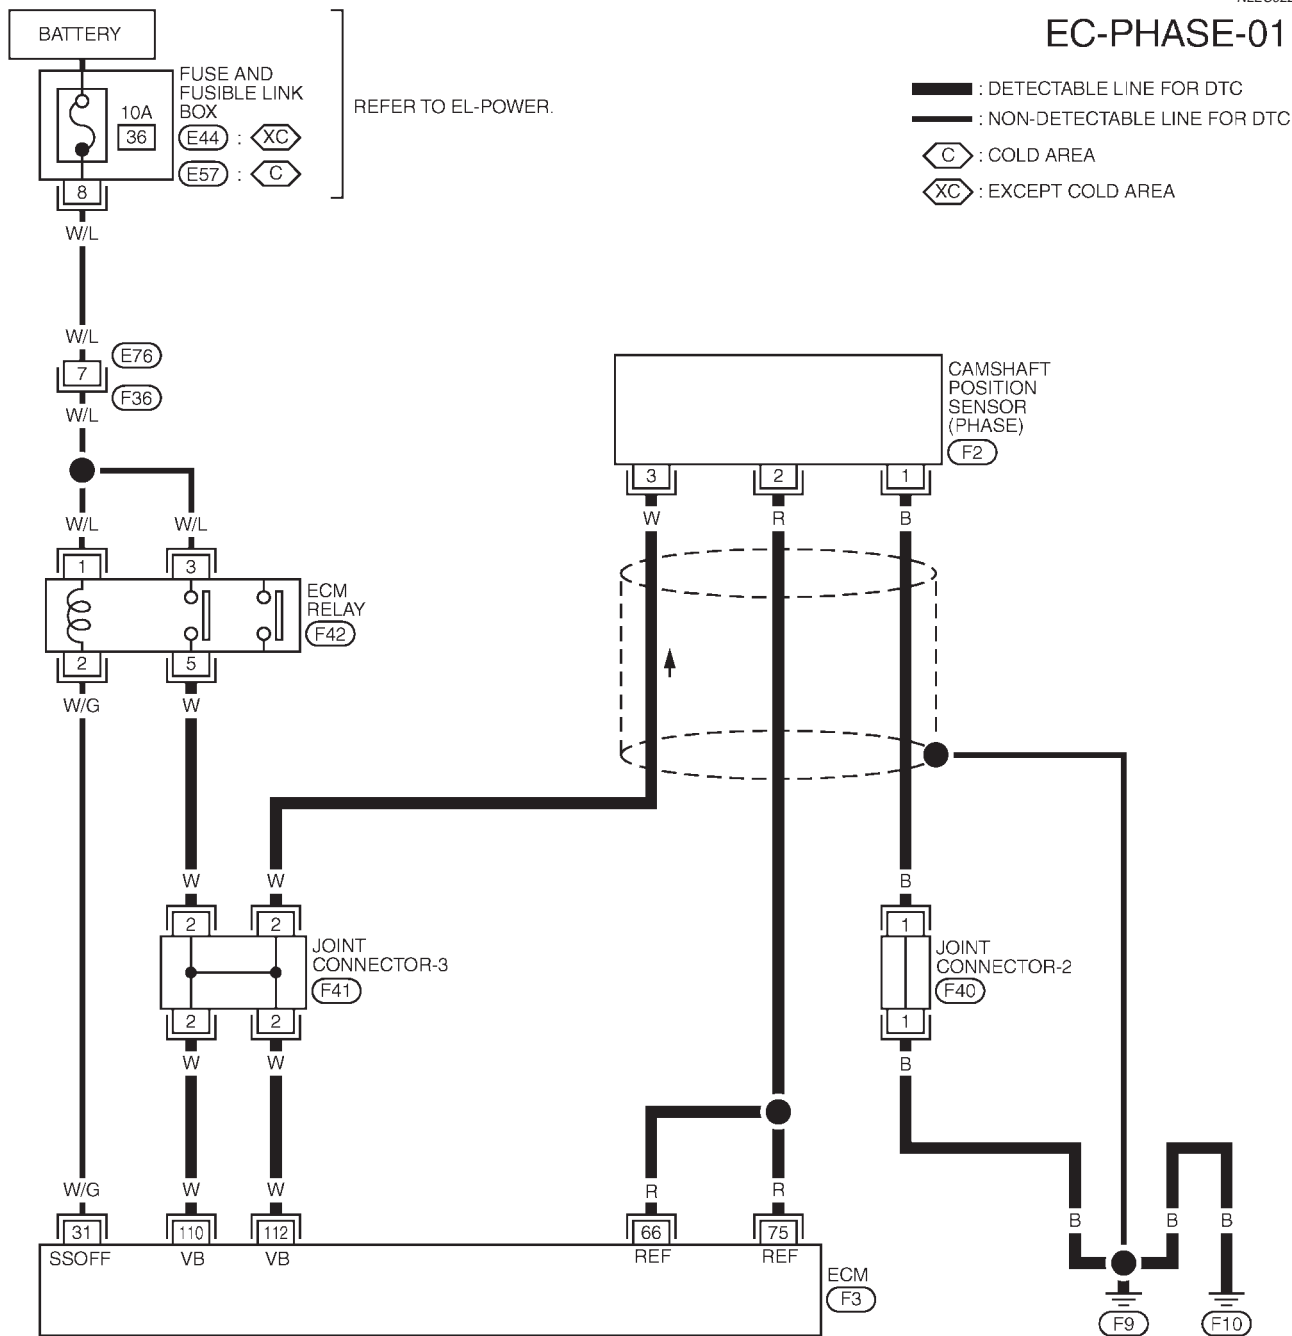 EC-PHASE-01
BATTERY
FUSE AND
FUSIBLE LINK
BOX
10A
36
E44 : XC
E57 : C
REFER TO EL-POWER.
: DETECTABLE LINE FOR DTC
: NON-DETECTABLE LINE FOR DTC
C : COLD AREA
XC : EXCEPT COLD AREA
8
W/L
W/L
E76
7
F36
W/L
CAMSHAFT
POSITION
SENSOR
(PHASE)
F2
3 2 1
W R B
W/L W/L
1 3
ECM
RELAY
F42
2 5
W/G W
W W B
2 2 1
JOINT
CONNECTOR-3
F41
JOINT
CONNECTOR-2
F40
2 2 1
W W B
W/G W W R R
B B B
31 110 112 66 75
SSOFF VB VB REF REF
ECM
F3
F9 F10